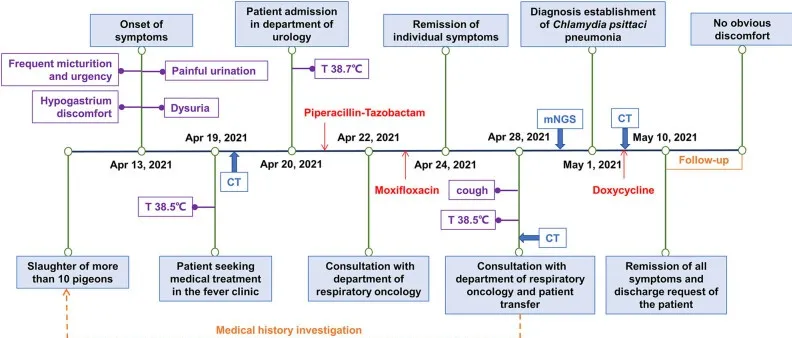 Onset of
symptoms
Patient admission
in department of
urology
Remission of
individual symptoms
Diagnosis establishment
of Chlamydia psittaci
pneumonia
No obvious
discomfort
Frequent micturition
and urgency
Painful urination
T 38.7℃
Hypogastrium
discomfort
Dysuria
Piperacillin-Tazobactam
mNGS
CT
Apr 19, 2021
Apr 22, 2021
Apr 28, 2021
May 10, 2021
Apr 13, 2021
Apr 20, 2021
Apr 24, 2021
May 1, 2021
Follow-up
CT
Moxifloxacin
cough
Doxycycline
T 38.5℃
T 38.5℃
CT
Slaughter of more
than 10 pigeons
Patient seeking
medical treatment
in the fever clinic
Consultation with
department of
respiratory oncology
Consultation with
department of respiratory
oncology and patient
transfer
Remission of all
symptoms and
discharge request of
the patient
Medical history investigation